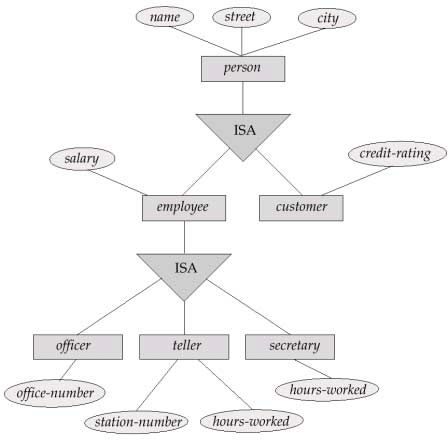 name
street
city
person
ISA
salary
credit-rating
employee
customer
ISA
officer
teller
secretary
office-number
hours-worked
station-number
hours-worked